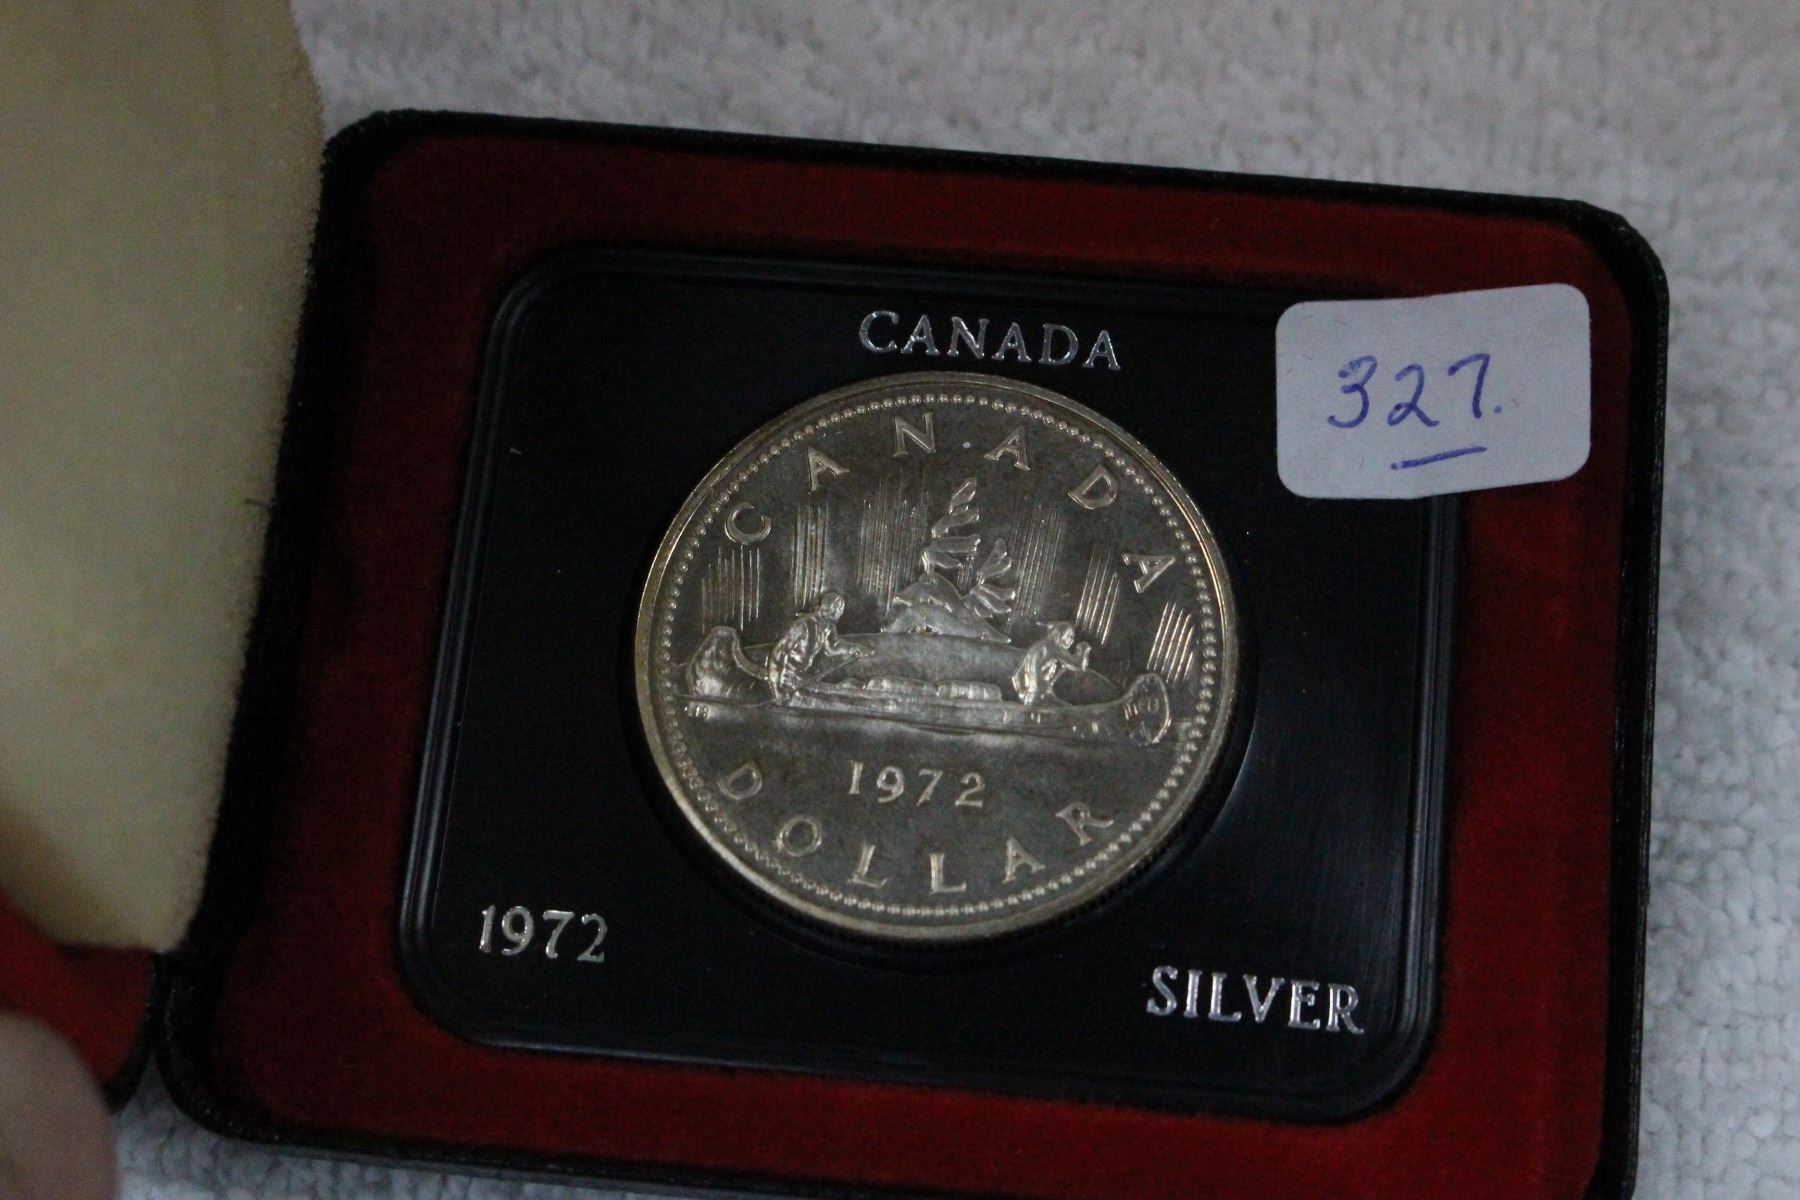 CANADA
327.
CANADA
1972
DOLLAR
1972
SILVER